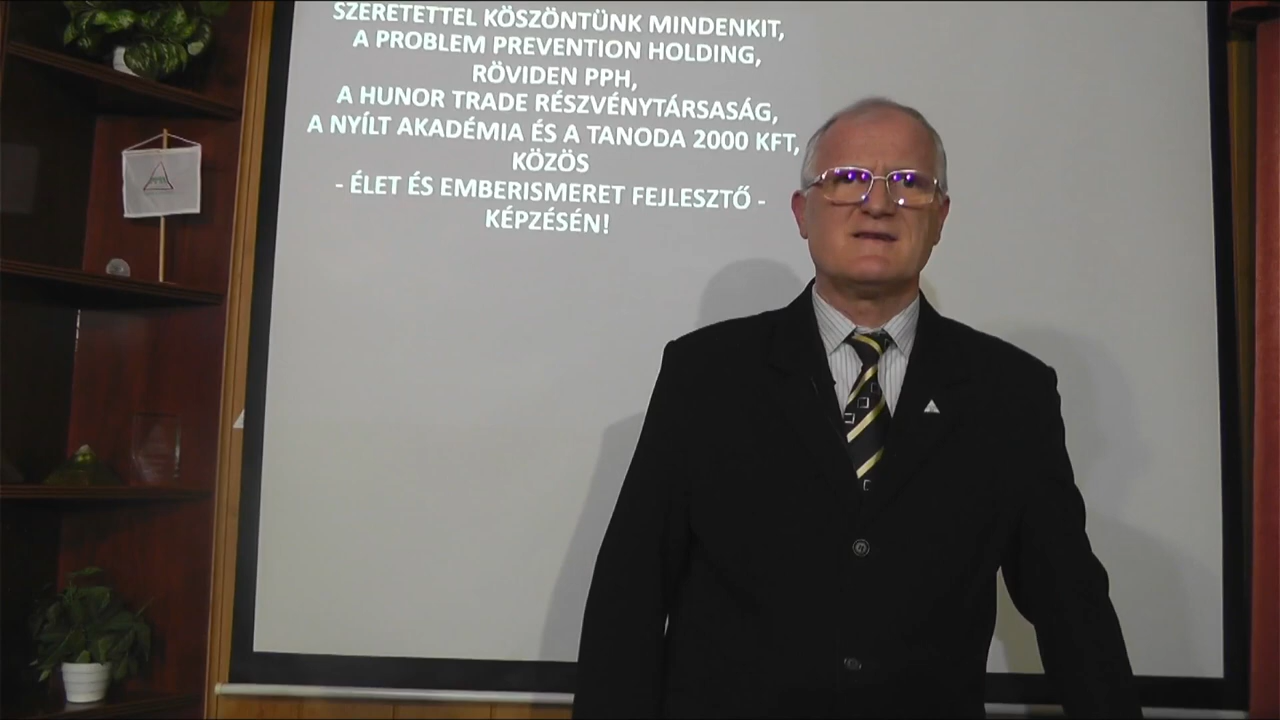 SZERETETTEL KÖSZÖNTÜNK MINDENKIT,
A PROBLEM PREVENTION HOLDING,
RÖVIDEN PPH,
A HUNOR TRADE RÉSZVÉNYTÁRSASÁG,
A NYÍLT AKADÉMIA ÉS A TANODA 2000 KFT,
KÖZÖS
- ÉLET ÉS EMBERISMERET FEJLESZTŐ -
KÉPZÉSÉN!